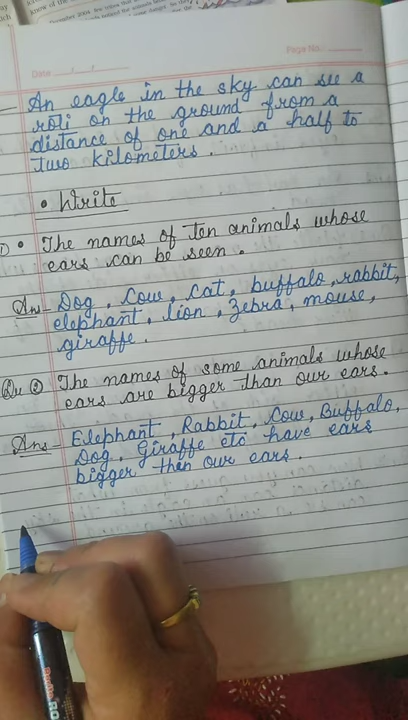 Date
Page No.
An eagle in the sky can see a
roti on the ground from a
distance of one and a half to
two kilometers.
• Write
① • The names of ten animals whose
ears can be seen.
Ans- Dog, Cow, Cat, buffalo, rabbit,
elephant, lion, Zebra, mouse,
giraffe.
Qu ② The names of some animals whose
ears are bigger than our ears.
Ans- Elephant, Rabbit, Cow, Buffalo,
Dog, Giraffe etc have ears
bigger then our ears.